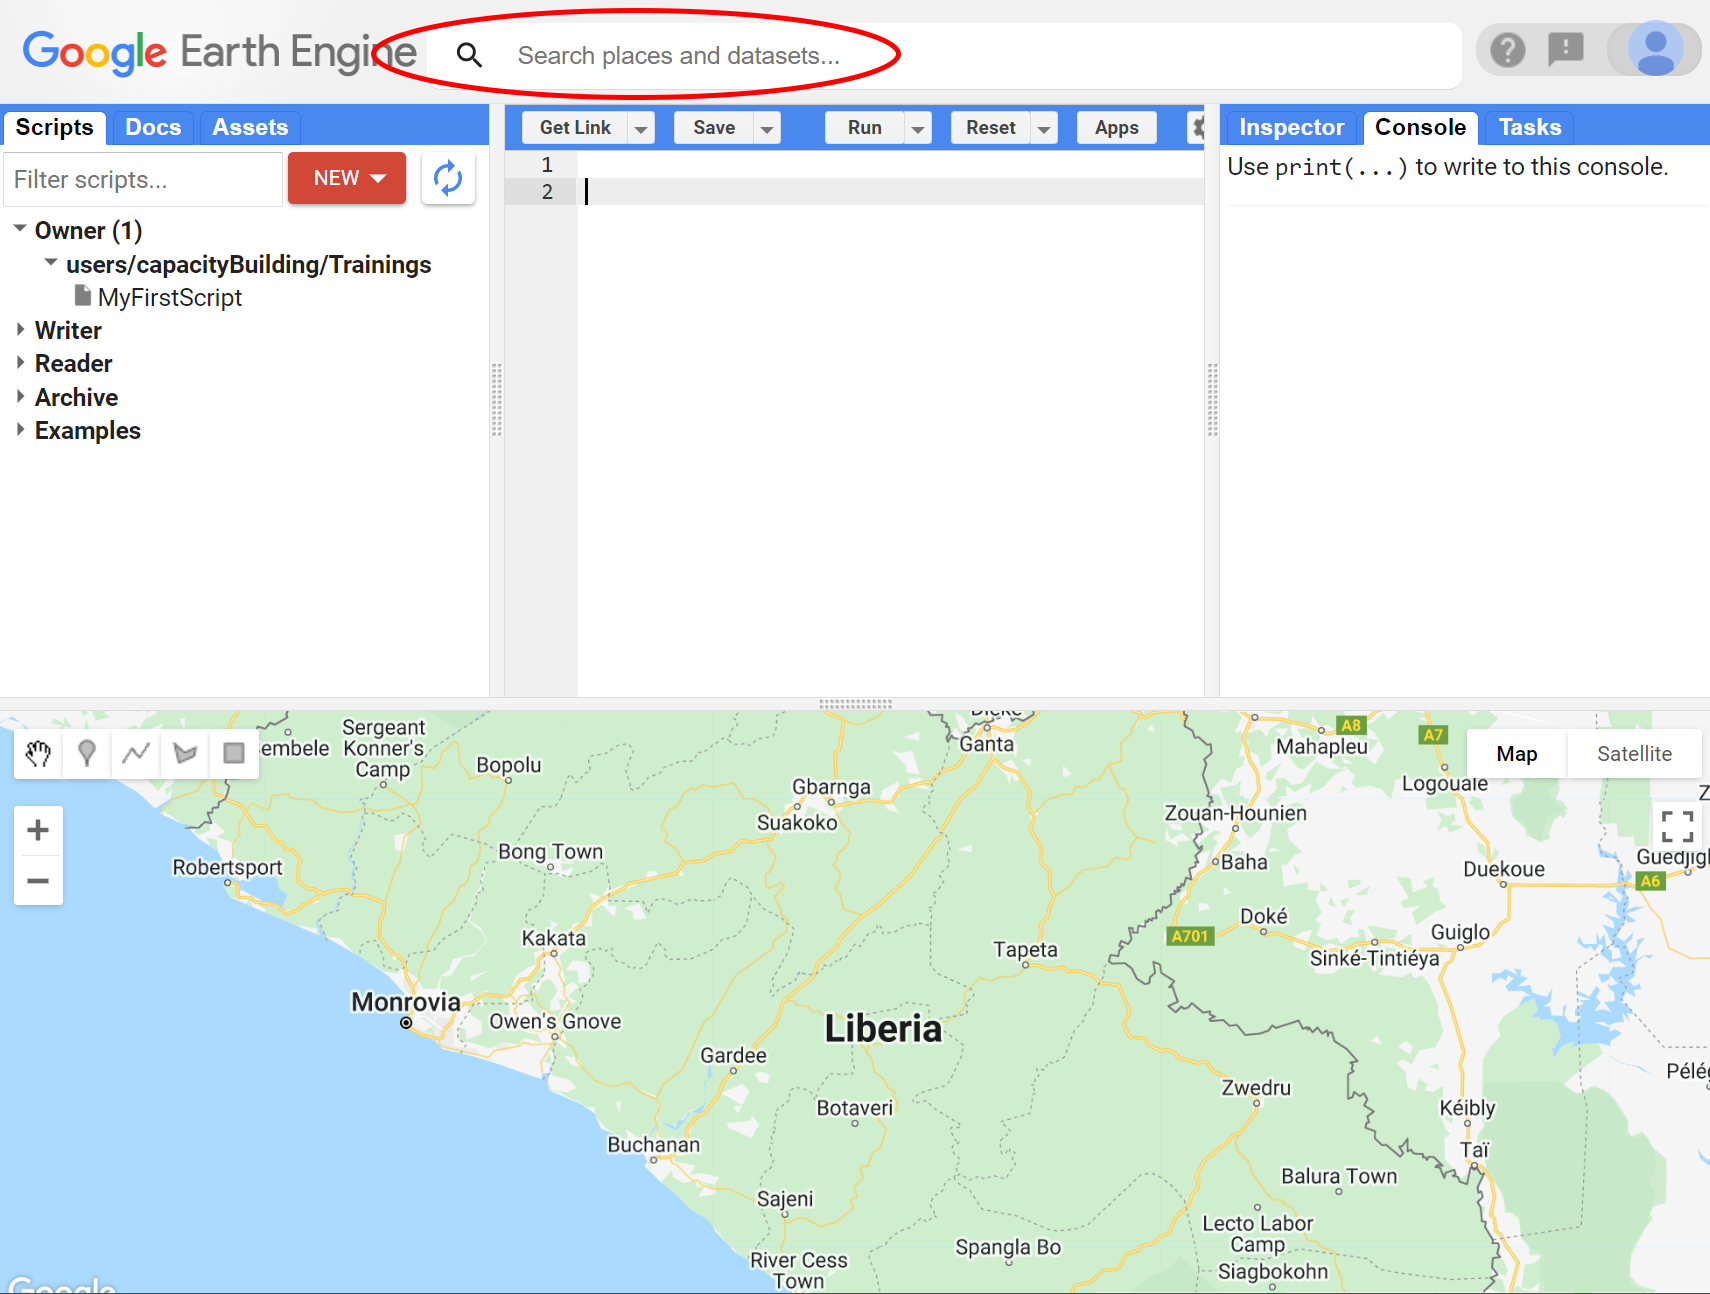 Google Earth Engine
Search places and datasets...
Scripts Docs Assets
Filter scripts...
NEW
Owner (1)
users/capacityBuilding/Trainings
MyFirstScript
Writer
Reader
Archive
Examples
Get Link Save Run Reset Apps
1
2
Inspector Console Tasks
Use print(...) to write to this console.
Map Satellite
Sergeant
Konner's
Camp
Bopolu
Ganta
Mahapleu
A8
A7
Logouale
Gbarnga
Suakoko
Zouan-Hounien
Bong Town
Baha
Robertsport
Duekoue
A6
Doké
A701
Guiglo
Kakata
Tapeta
Sinké-Tintiéya
Monrovia
Owen's Gnove
Liberia
Gardee
Zwedru
Botaveri
Kéibly
Buchanan
Taï
Balura Town
Sajeni
Lecto Labor
Camp
Spangla Bo
River Cess
Town
Siagbokohn
Google